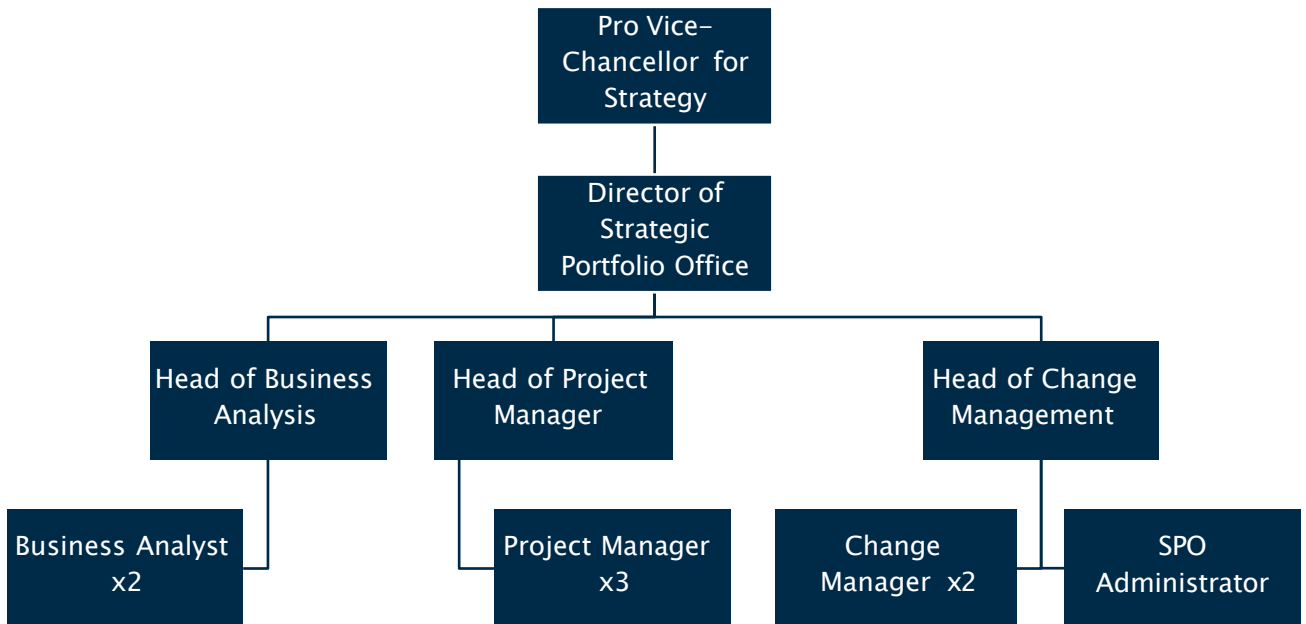 Pro Vice–
Chancellor for
Strategy
Director of
Strategic
Portfolio Office
Head of Business
Analysis
Head of Project
Manager
Head of Change
Management
Business Analyst
x2
Project Manager
x3
Change
Manager x2
SPO
Administrator